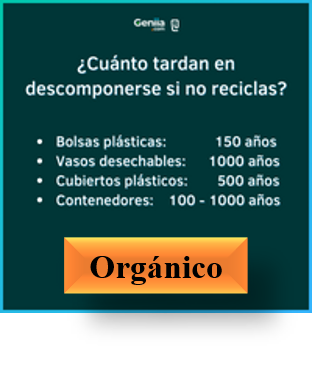 Geniia
¿Cuánto tardan en
descomponerse si no reciclas?
• Bolsas plásticas: 150 años
• Vasos desechables: 1000 años
• Cubiertos plásticos: 500 años
• Contenedores: 100 - 1000 años
Orgánico